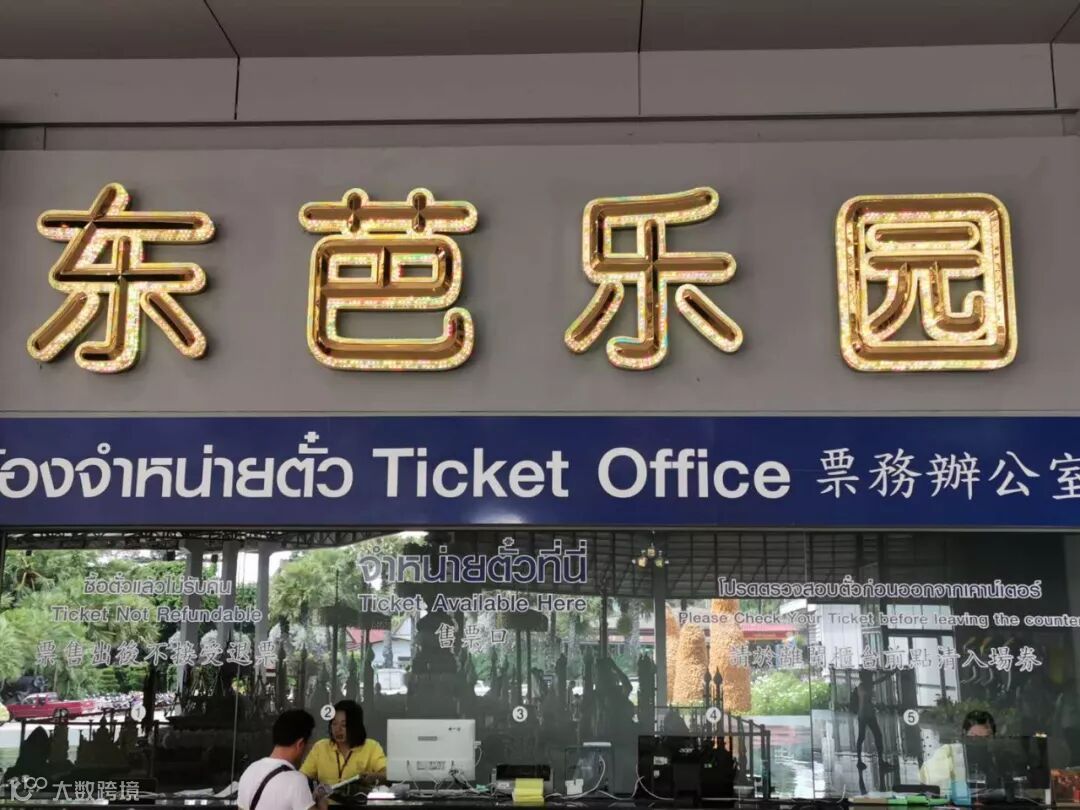 东芭乐园
้องจำหน่ายตั๋ว Ticket Office 票務辦公室
จำหน่ายตั๋วที่นี่
Ticket Available Here
售票口
ซื้อตั๋วแล้วไม่รับคืน
Ticket Not Refundable
票售出後不接受退票
โปรดตรวจสอบตั๋วก่อนออกจากเคาน์เตอร์
Please Check Your Ticket before leaving the counter
請於離開櫃台前點清入場券
1
2
3
4
5
大数跨境